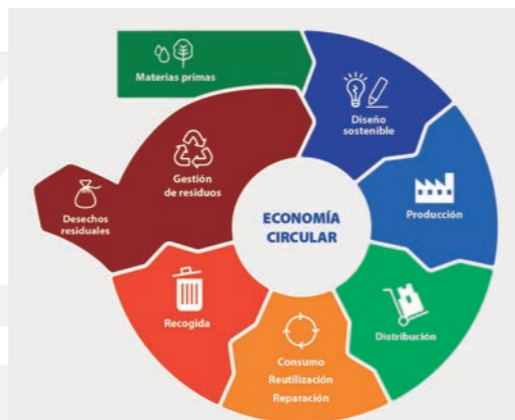 Materias primas
Diseño
sostenible
Producción
Distribución
Consumo
Reutilización
Reparación
Recogida
Gestión
de residuos
Desechos
residuales
ECONOMÍA
CIRCULAR